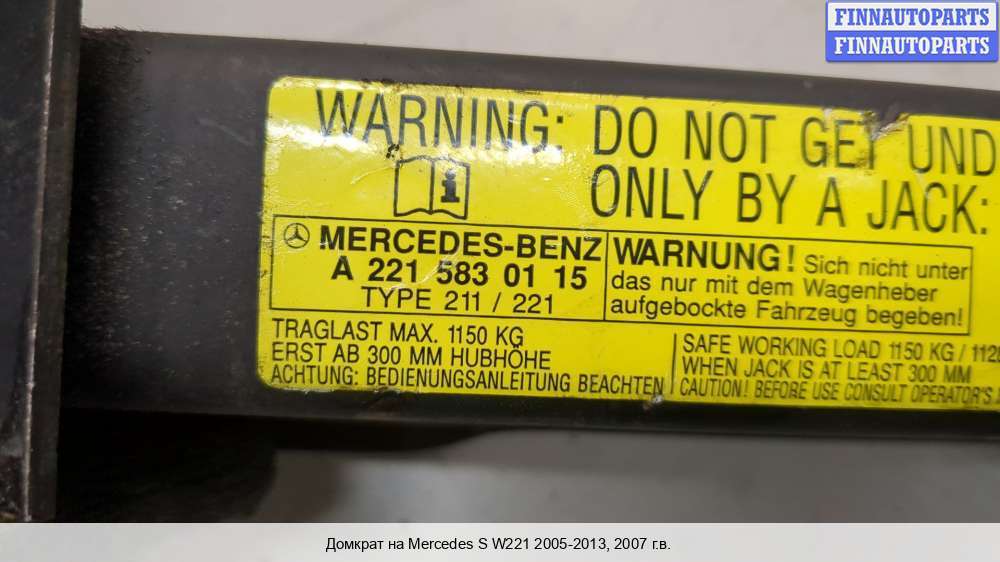 FINNAUTOPARTS
FINNAUTOPARTS
WARNING: DO NOT GET UND
ONLY BY A JACK:
MERCEDES-BENZ
A 221 583 01 15
TYPE 211 / 221
WARNUNG! Sich nicht unter
das nur mit dem Wagenheber
aufgebockte Fahrzeug begeben!
TRAGLAST MAX. 1150 KG
ERST AB 300 MM HUBHÖHE
ACHTUNG: BEDIENUNGSANLEITUNG BEACHTEN
SAFE WORKING LOAD 1150 KG / 112
WHEN JACK IS AT LEAST 300 MM
CAUTION! BEFORE USE CONSULT OPERATOR'S
Домкрат на Mercedes S W221 2005-2013, 2007 г.в.